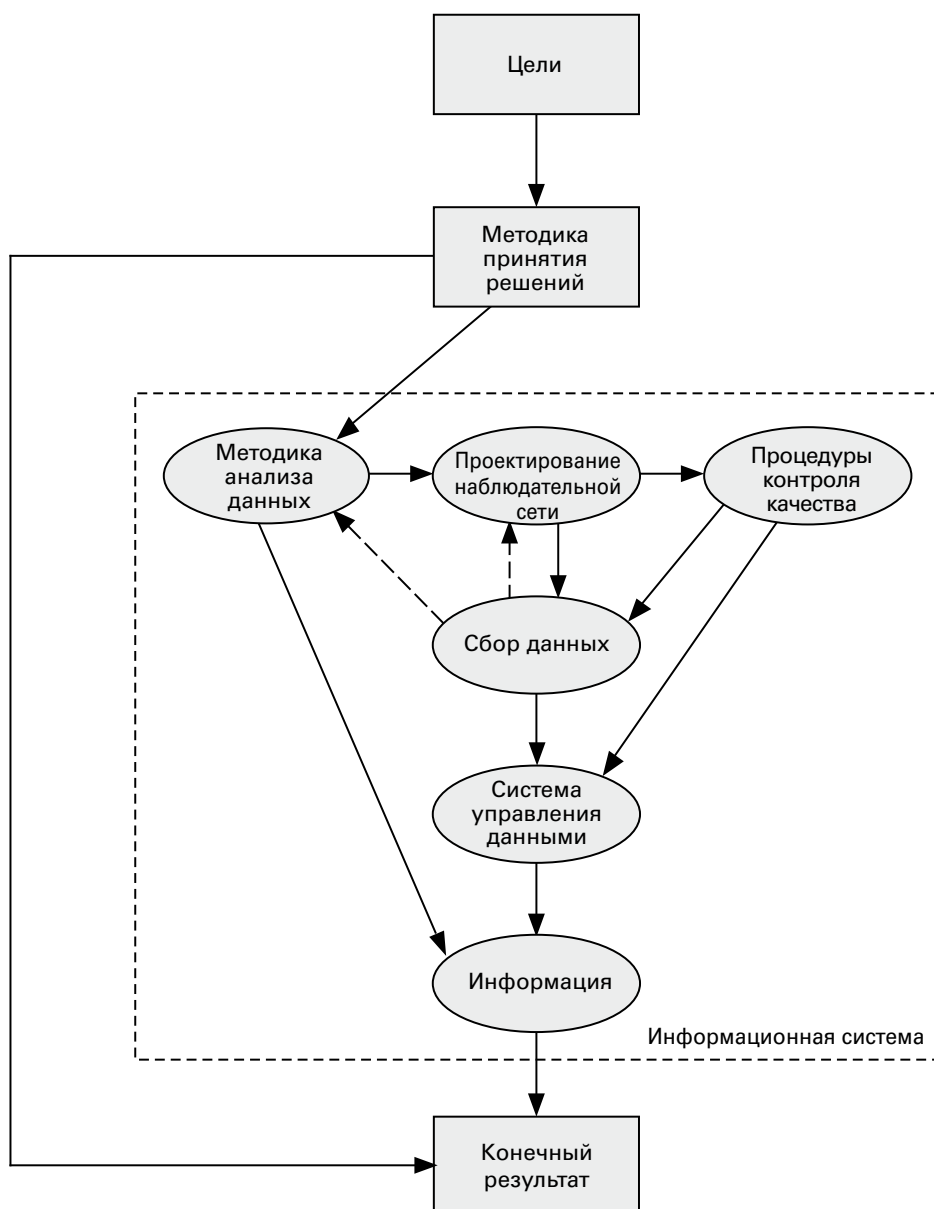 Цели
Методика
принятия
решений
Методика
анализа
данных
Проектирование
наблюдательной
сети
Процедуры
контроля
качества
Сбор данных
Система
управления
данными
Информация
Информационная система
Конечный
результат